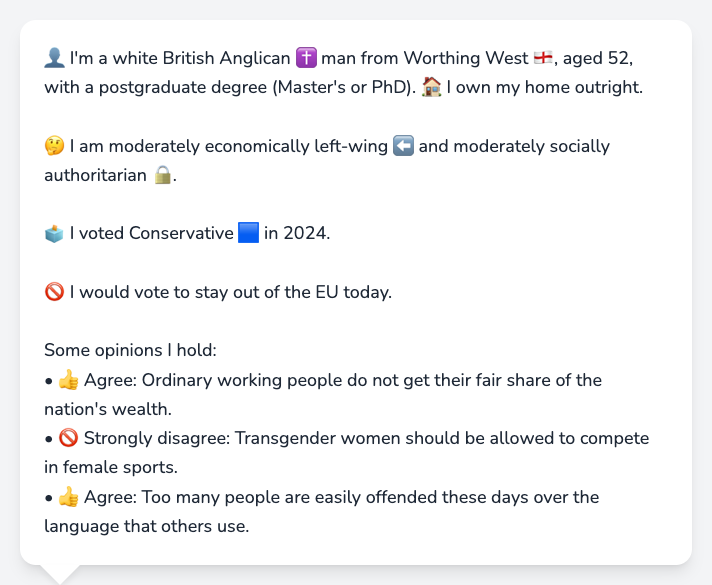 👤 I'm a white British Anglican ✝️ man from Worthing West 🏴󠁧󠁢󠁥󠁮󠁧󠁿, aged 52,
with a postgraduate degree (Master's or PhD). 🏠 I own my home outright.
🤔 I am moderately economically left-wing ⬅️ and moderately socially
authoritarian 🔒.
🗳️ I voted Conservative 🟦 in 2024.
🚫 I would vote to stay out of the EU today.
Some opinions I hold:
• 👍 Agree: Ordinary working people do not get their fair share of the
nation's wealth.
• 🚫 Strongly disagree: Transgender women should be allowed to compete
in female sports.
• 👍 Agree: Too many people are easily offended these days over the
language that others use.